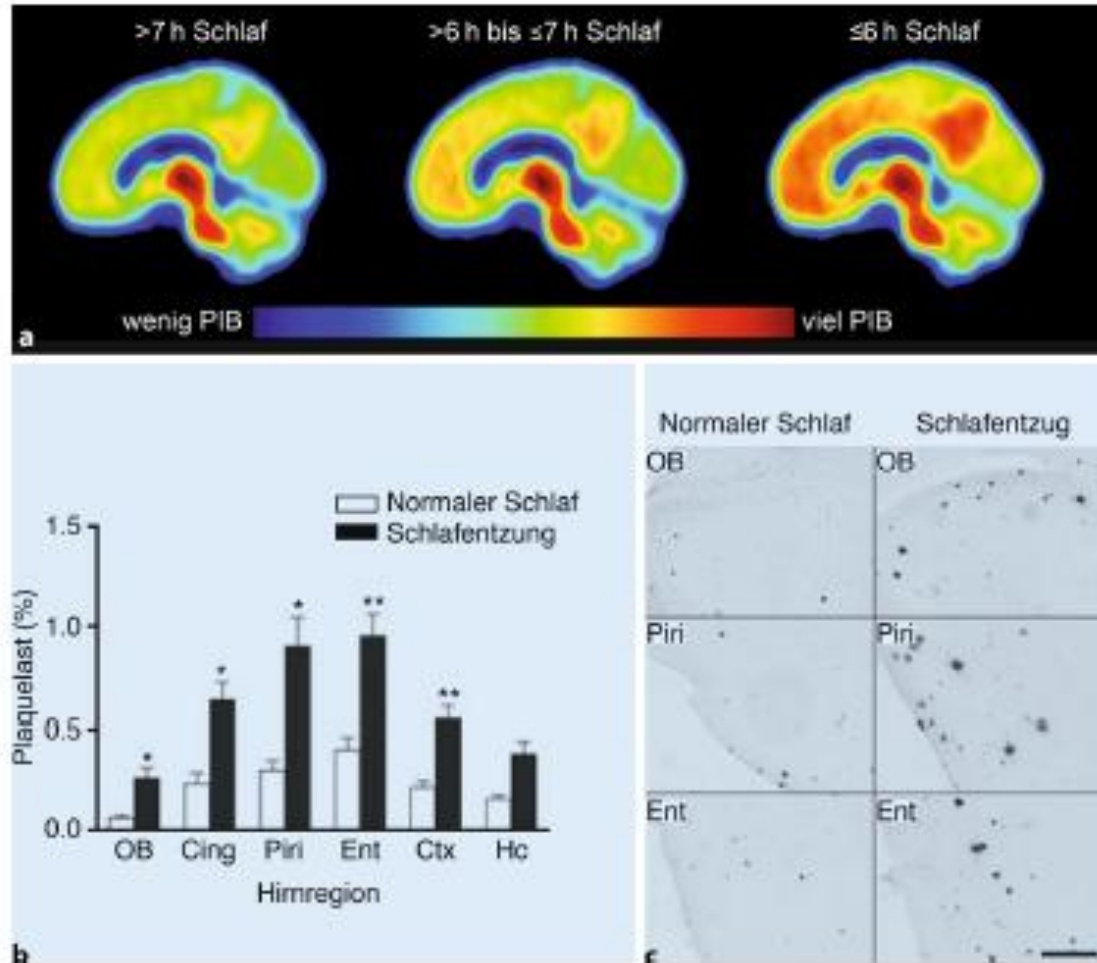 >7 h Schlaf >6 h bis ≤7 h Schlaf ≤6 h Schlaf
wenig PIB viel PIB
a
Normaler Schlaf
Schlafentzung
1.5
1.0
0.5
0.0
Plaquelast (%)
* * * ** **
OB Cing Piri Ent Ctx Hc
Hirnregion
b
Normaler Schlaf Schlafentzug
OB OB
Piri Piri
Ent Ent
c